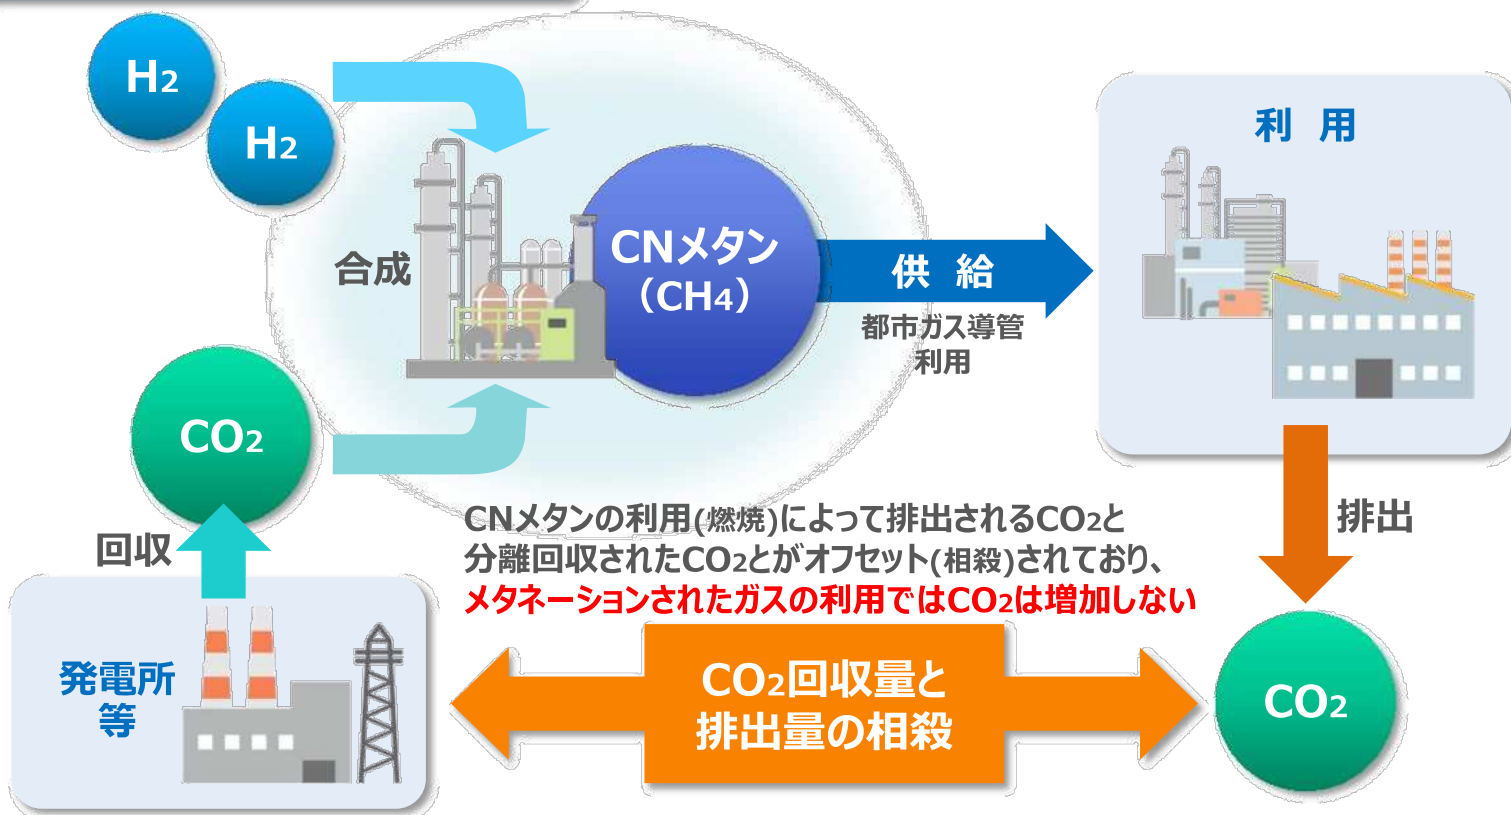 H2
H2
利 用
合成
CNメタン
（CH4）
供 給
都市ガス導管
利用
CO2
回収
排出
CNメタンの利用(燃焼)によって排出されるCO2と
分離回収されたCO2とがオフセット(相殺)されており、
メタネーションされたガスの利用ではCO2は増加しない
発電所
等
CO2回収量と
排出量の相殺
CO2